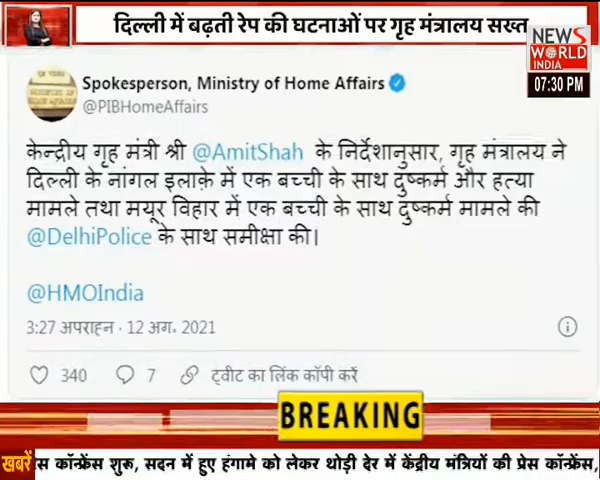 दिल्ली में बढ़ती रेप की घटनाओं पर गृह मंत्रालय सख्त
NEWS
WORLD
INDIA
07:30 PM
Spokesperson, Ministry of Home Affairs
@PIBHomeAffairs
केन्द्रीय गृह मंत्री श्री @AmitShah के निर्देशानुसार, गृह मंत्रालय ने
दिल्ली के नांगल इलाक़े में एक बच्ची के साथ दुष्कर्म और हत्या
मामले तथा मयूर विहार में एक बच्ची के साथ दुष्कर्म मामले की
@DelhiPolice के साथ समीक्षा की।
@HMOIndia
3:27 अपराह्न · 12 अग॰ 2021
340 7 ट्वीट का लिंक कॉपी करें
BREAKING
खबरें
स कॉन्फ्रेंस शुरू, सदन में हुए हंगामे को लेकर थोड़ी देर में केंद्रीय मंत्रियों की प्रेस कॉन्फ्रेंस,